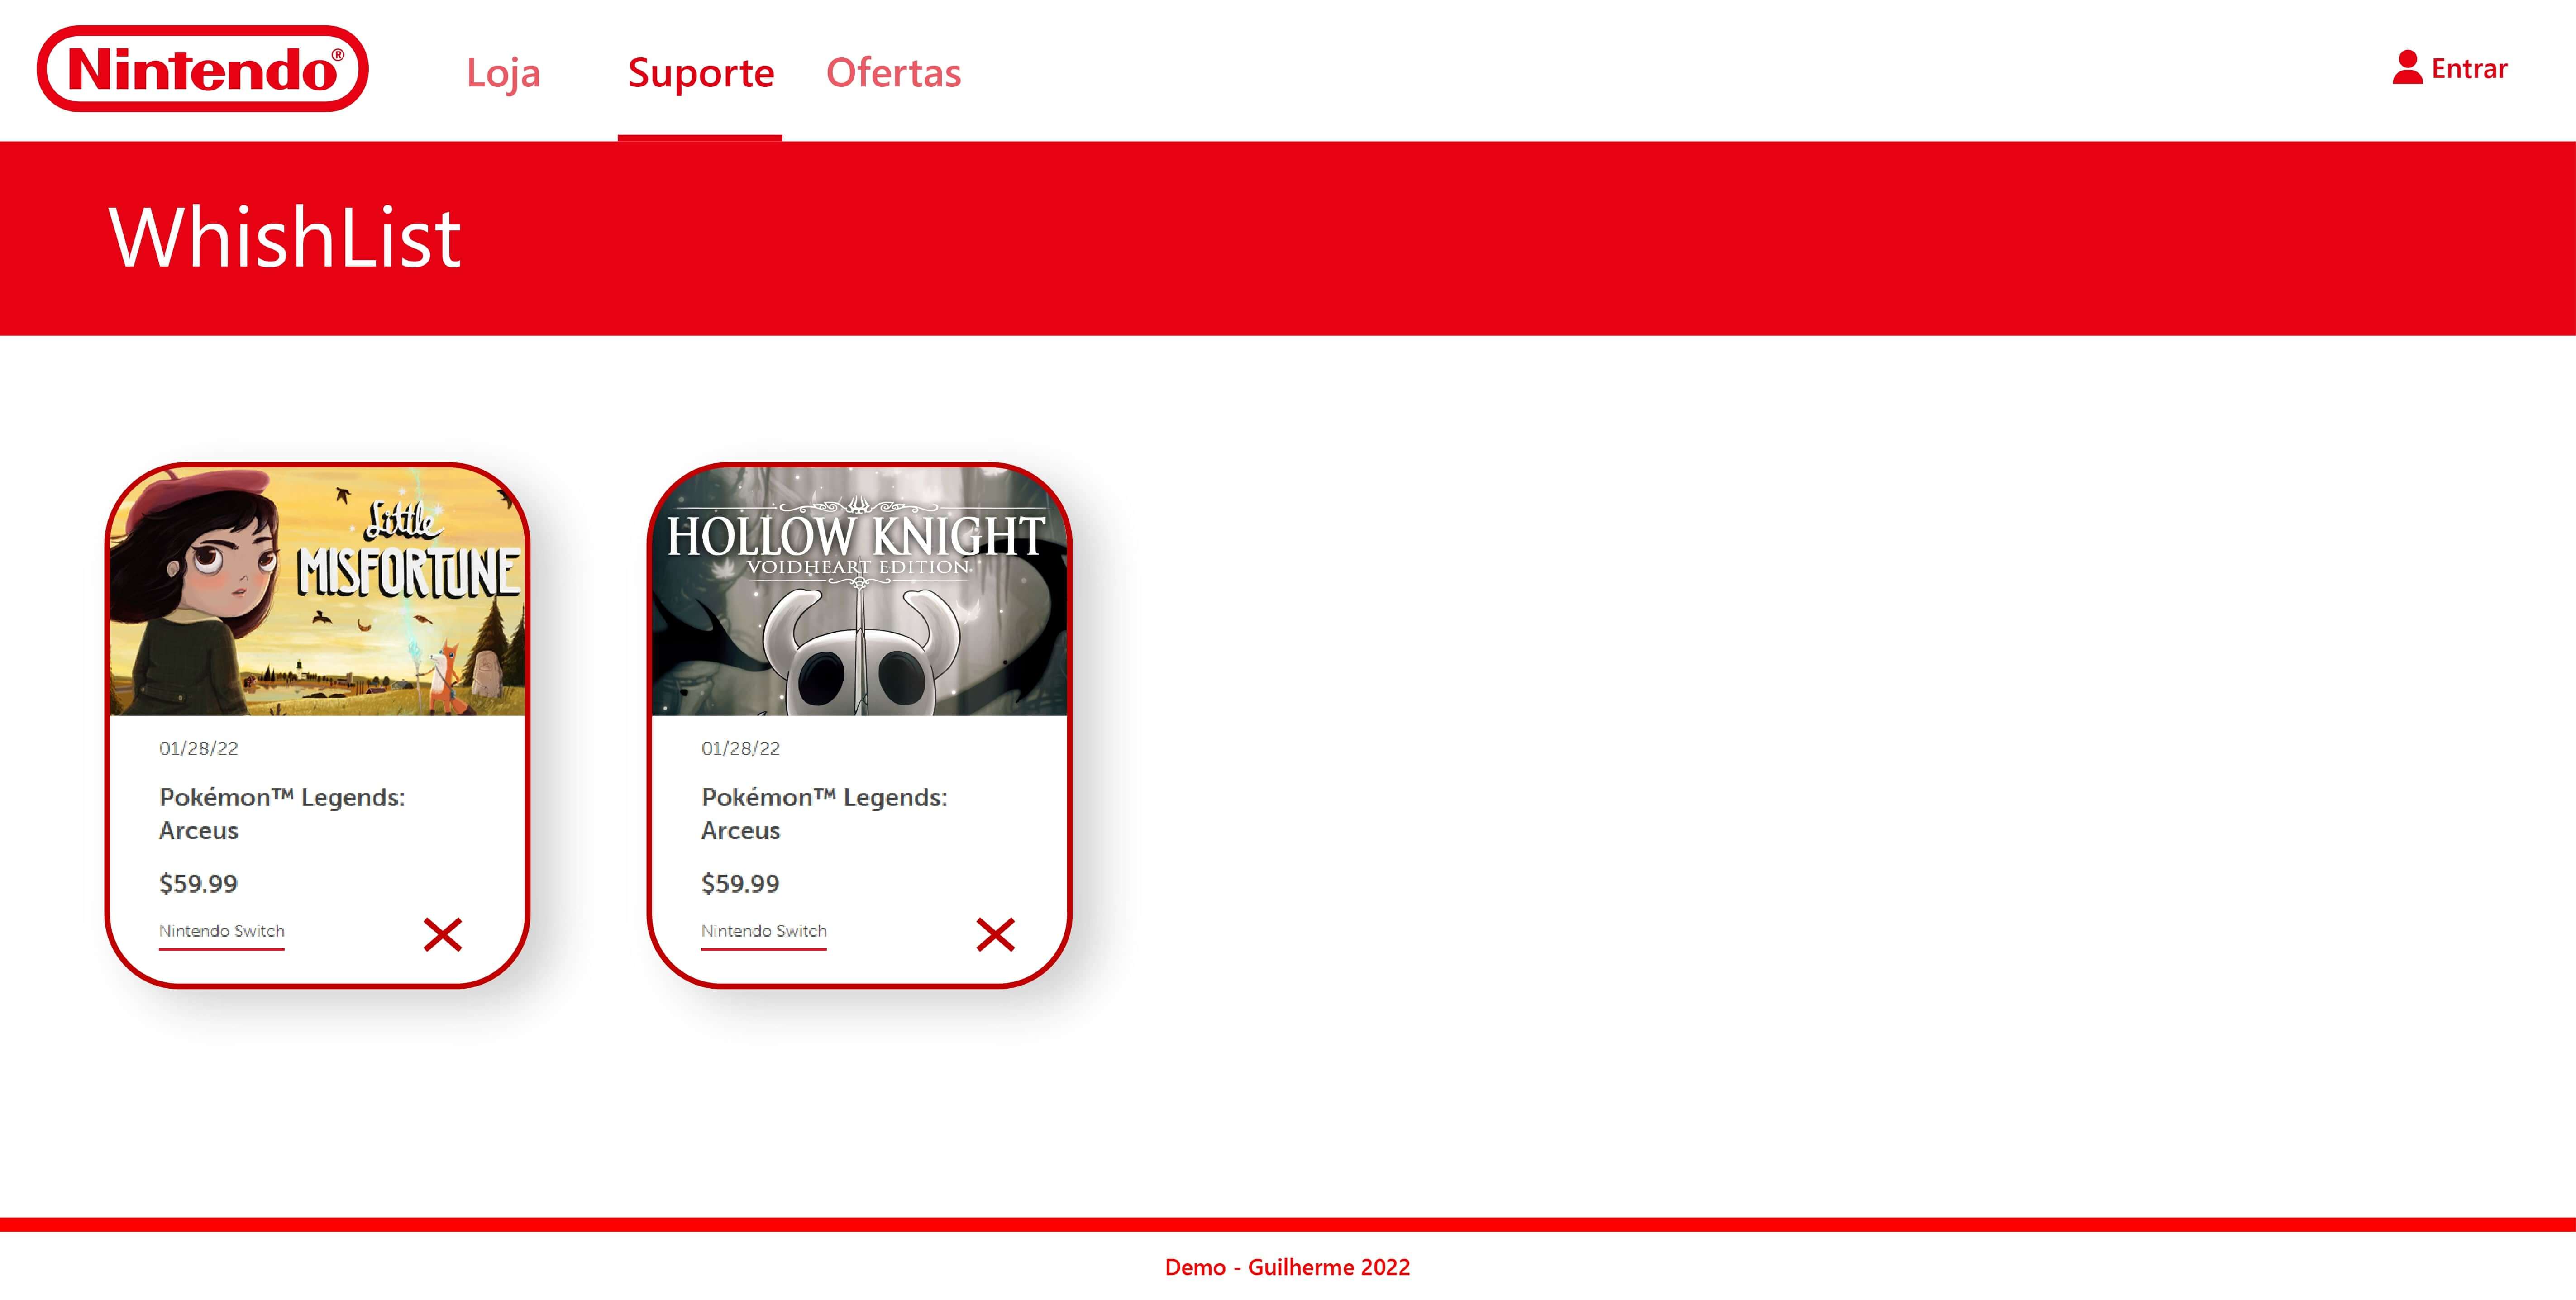 Nintendo®
Loja
Suporte
Ofertas
Entrar
WhishList
Little
MISFORTUNE
01/28/22
Pokémon™ Legends:
Arceus
$59.99
Nintendo Switch
HOLLOW KNIGHT
VOIDHEART EDITION
01/28/22
Pokémon™ Legends:
Arceus
$59.99
Nintendo Switch
Demo - Guilherme 2022